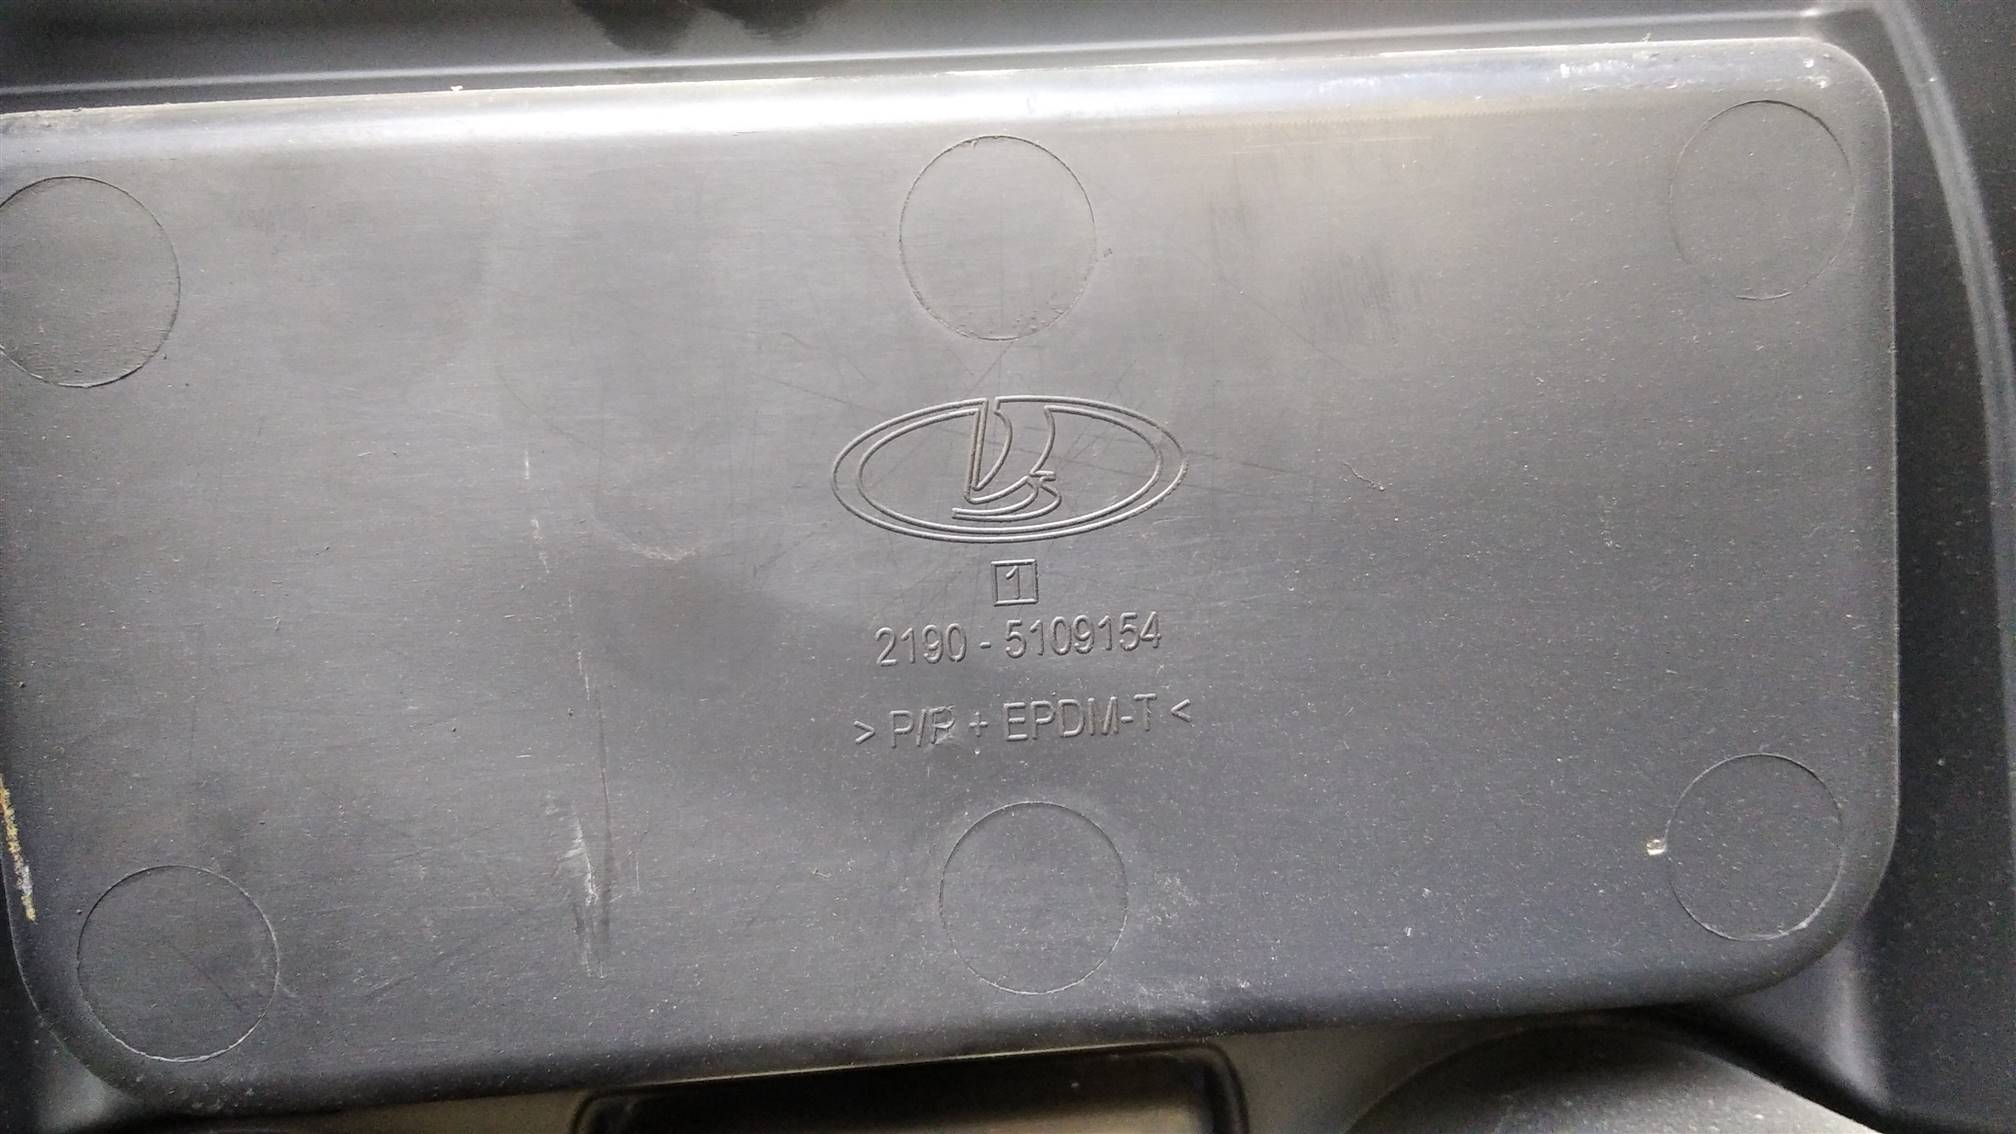 1
2190 - 5109154
> P/P + EPDM-T <